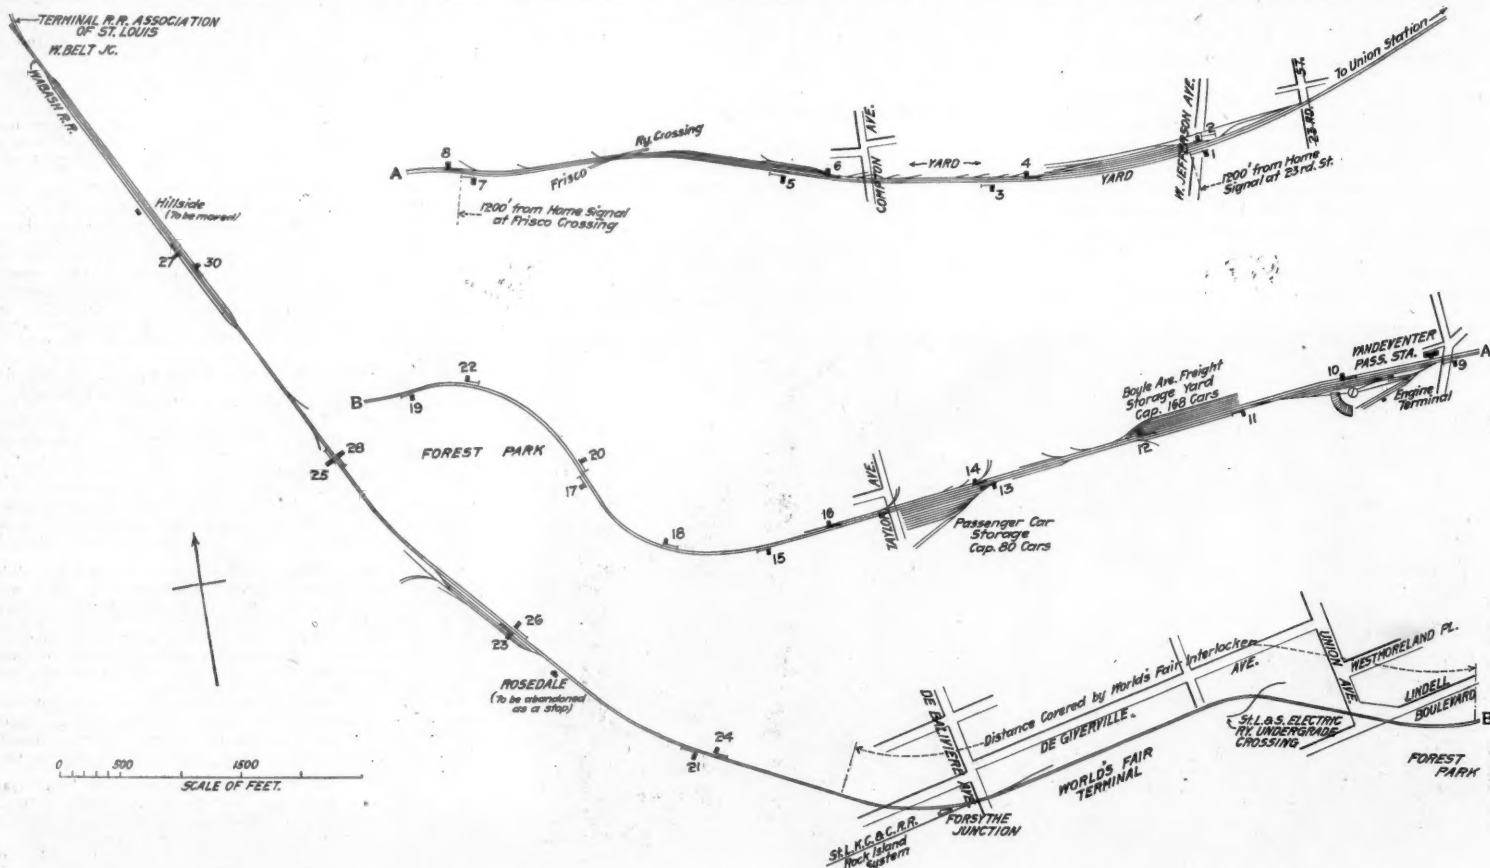 TERMINAL R.R. ASSOCIATION
OF ST. LOUIS
W. BELT JC.
WABASH R.R.
Hillside
(To be moved)
27
30
25
28
23
26
ROSEDALE
(To be abandoned
as a stop)
21
24
A
8
7
1200' from Home Signal
at Frisco Crossing
Frisco
Ry. Crossing
5
6
COMPTON AVE.
YARD
3
4
YARD
W. JEFFERSON AVE.
2
1
1200' from Home
Signal at 23rd. St.
23RD. ST.
To Union Station
B
19
22
FOREST PARK
20
17
18
15
16
TAYLOR AVE.
14
13
Passenger Car
Storage
Cap. 80 Cars
Boyle Ave. Freight
Storage Yard
Cap. 168 Cars
12
11
10
VANDEVENTER
PASS. STA.
Engine
Terminal
9
A
0 500 1500
SCALE OF FEET.
DE BALIVIERE AVE.
Distance Covered by World's Fair Interlocker
DE GIVERVILLE AVE.
UNION AVE.
WESTMORELAND PL.
LINDELL
BOULEVARD
B
St. L. & S. ELECTRIC
RY. UNDERGRADE
CROSSING
FOREST
PARK
WORLD'S FAIR
TERMINAL
FORSYTHE
JUNCTION
St. L. K. C. & C. R.R.
Rock Island
System